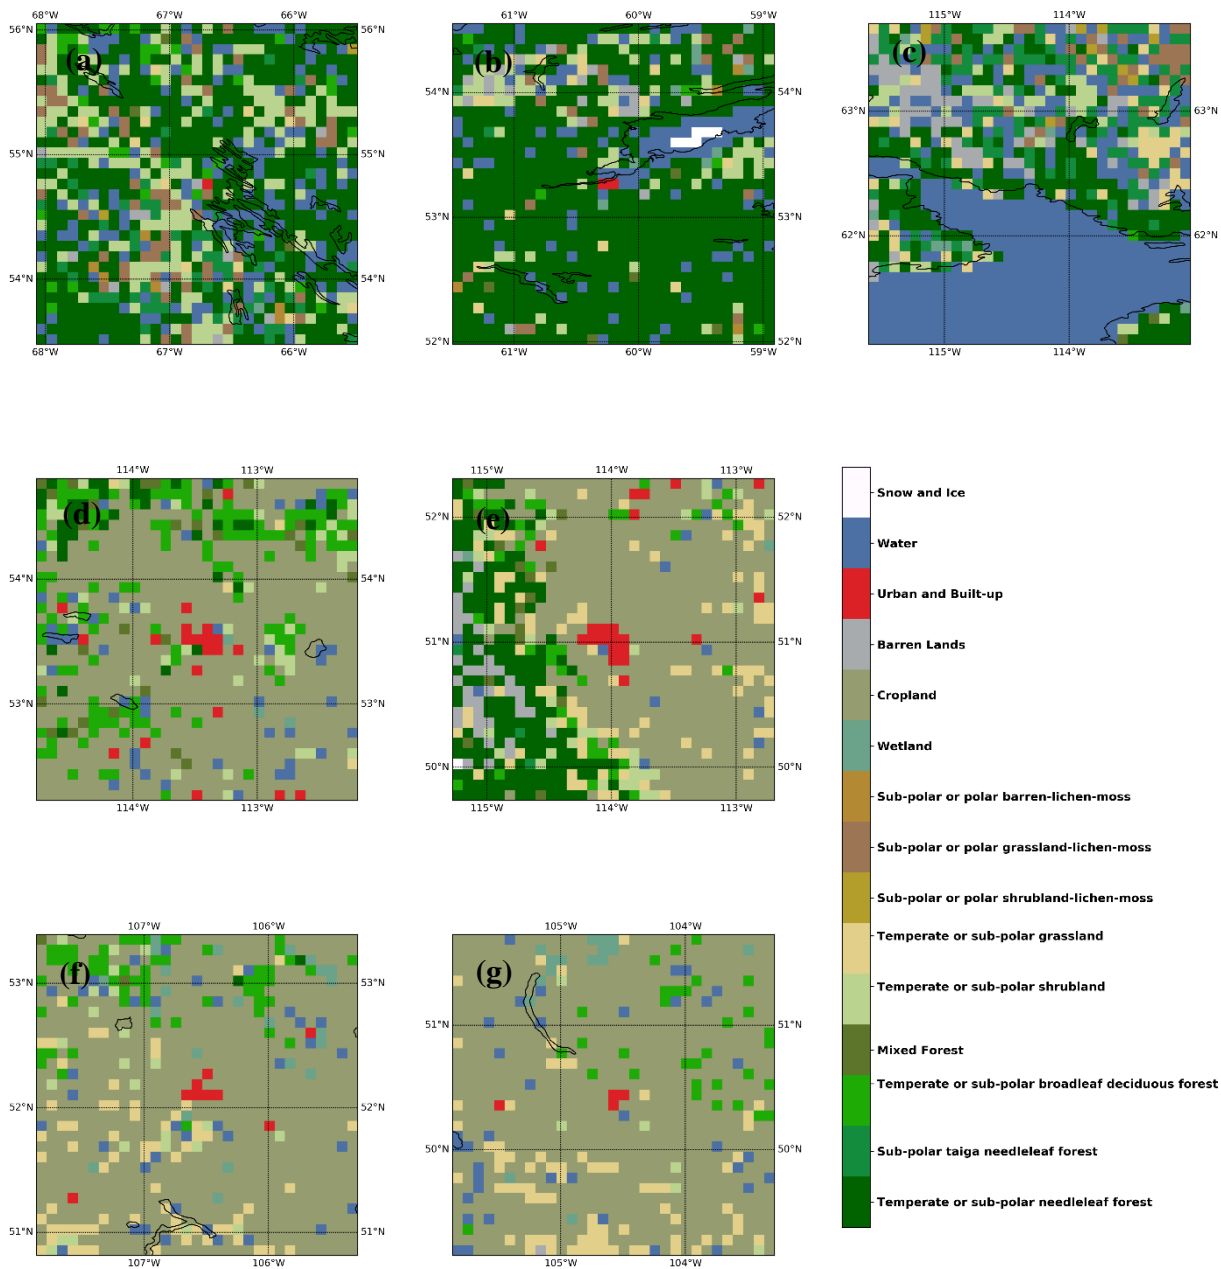 68°W 67°W 66°W
61°W 60°W 59°W
115°W 114°W
56°N (a) 56°N
55°N 55°N
54°N 54°N
68°W 67°W 66°W
(b)
54°N 54°N
53°N 53°N
52°N 52°N
61°W 60°W 59°W
(c)
63°N 63°N
62°N 62°N
115°W 114°W
114°W 113°W
(d)
54°N 54°N
53°N 53°N
114°W 113°W
115°W 114°W 113°W
52°N (e) 52°N
51°N 51°N
50°N 50°N
115°W 114°W 113°W
107°W 106°W
53°N (f) 53°N
52°N 52°N
51°N 51°N
107°W 106°W
105°W 104°W
(g)
51°N 51°N
50°N 50°N
105°W 104°W
Snow and Ice
Water
Urban and Built-up
Barren Lands
Cropland
Wetland
Sub-polar or polar barren-lichen-moss
Sub-polar or polar grassland-lichen-moss
Sub-polar or polar shrubland-lichen-moss
Temperate or sub-polar grassland
Temperate or sub-polar shrubland
Mixed Forest
Temperate or sub-polar broadleaf deciduous forest
Sub-polar taiga needleleaf forest
Temperate or sub-polar needleleaf forest